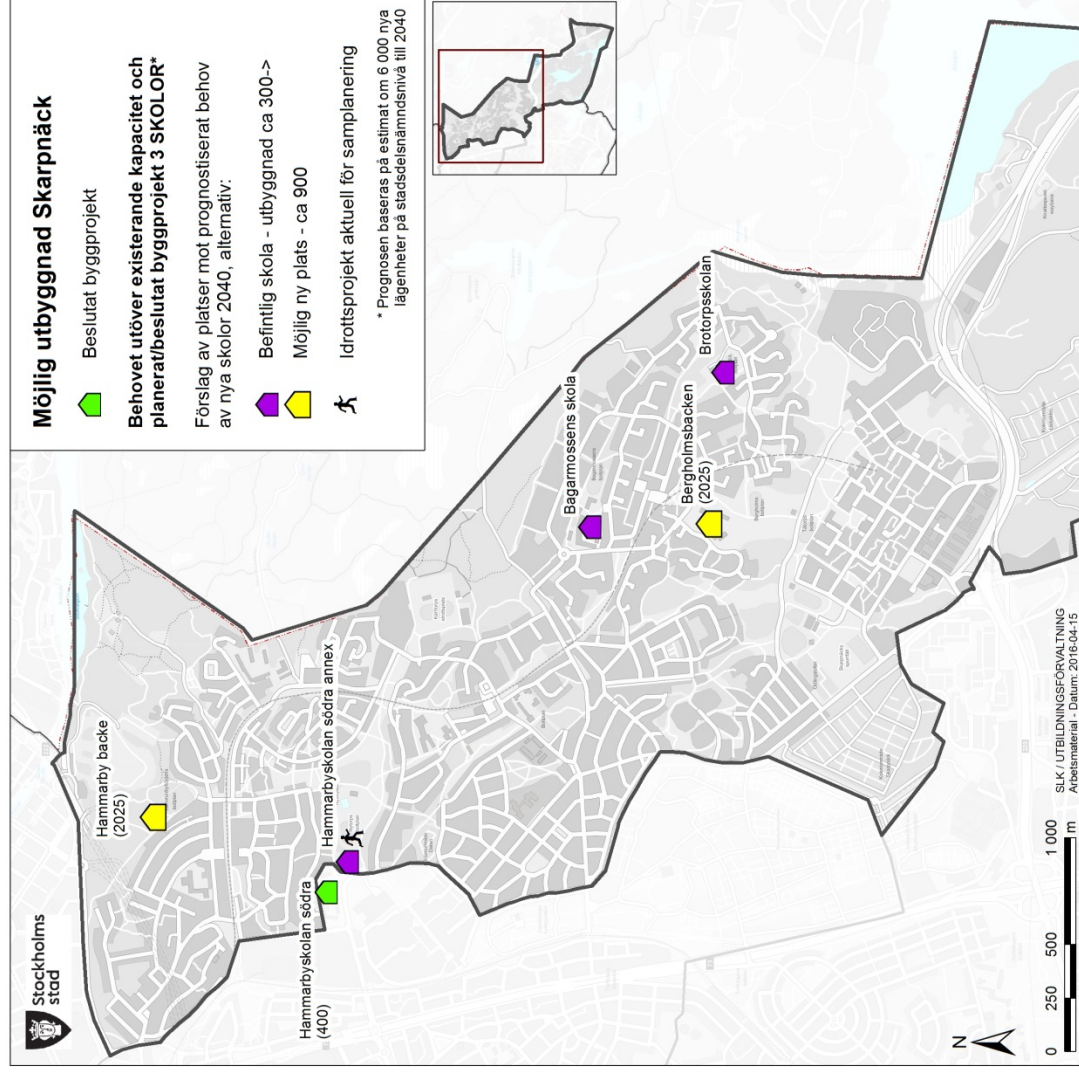 Stockholms
stad
Möjlig utbyggnad Skarpnäck
Beslutat byggprojekt
Behovet utöver existerande kapacitet och
planerat/beslutat byggprojekt 3 SKOLOR*
Förslag av platser mot prognostiserat behov
av nya skolor 2040, alternativ:
Befintlig skola - utbyggnad ca 300->
Möjlig ny plats - ca 900
Idrottsprojekt aktuell för samplanering
* Prognosen baseras på estimat om 6 000 nya
lägenheter på stadsdelsnämndsnivå till 2040
Hammarby backe
(2025)
Hammarbyskolan södra
(400)
Hammarbyskolan södra annex
Bagarmossens skola
Bergholmsbacken
(2025)
Brotorpsskolan
N
0 250 500 1 000
m
SLK / UTBILDNINGSFÖRVALTNING
Arbetsmaterial - Datum: 2016-04-15